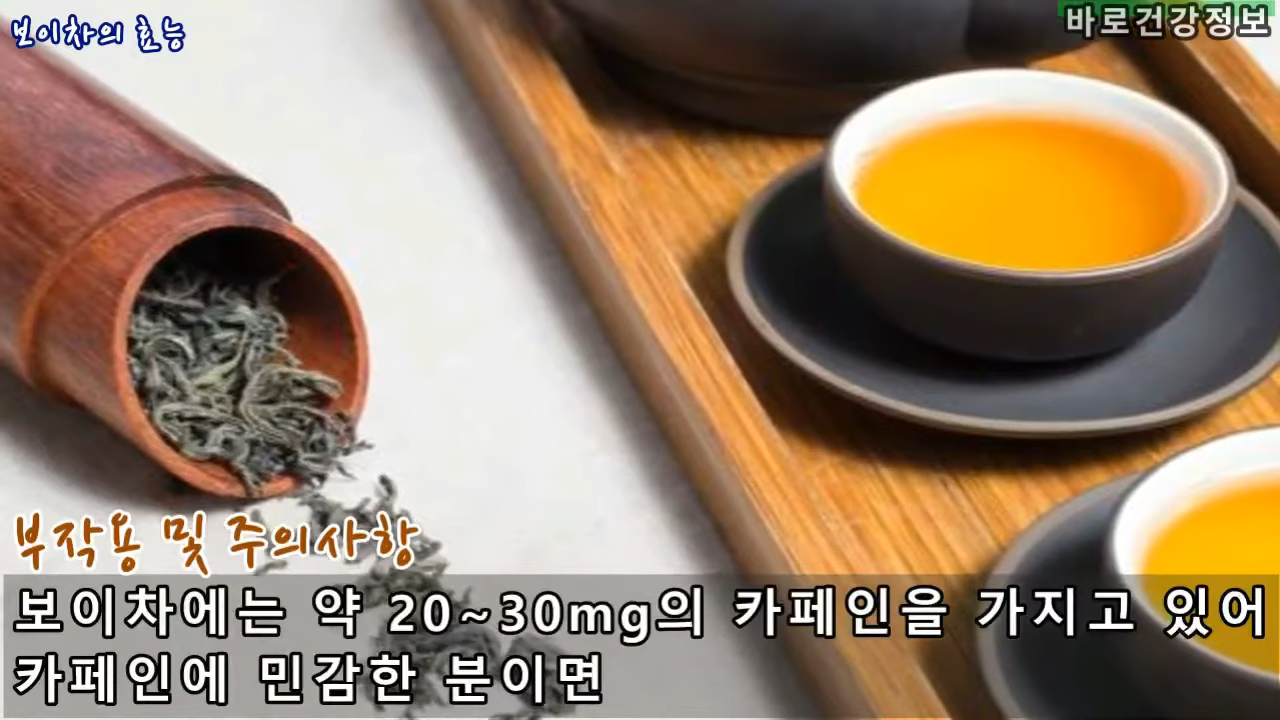 보이차의 효능
바로건강정보
부작용 및 주의사항
보이차에는 약 20~30mg의 카페인을 가지고 있어
카페인에 민감한 분이면